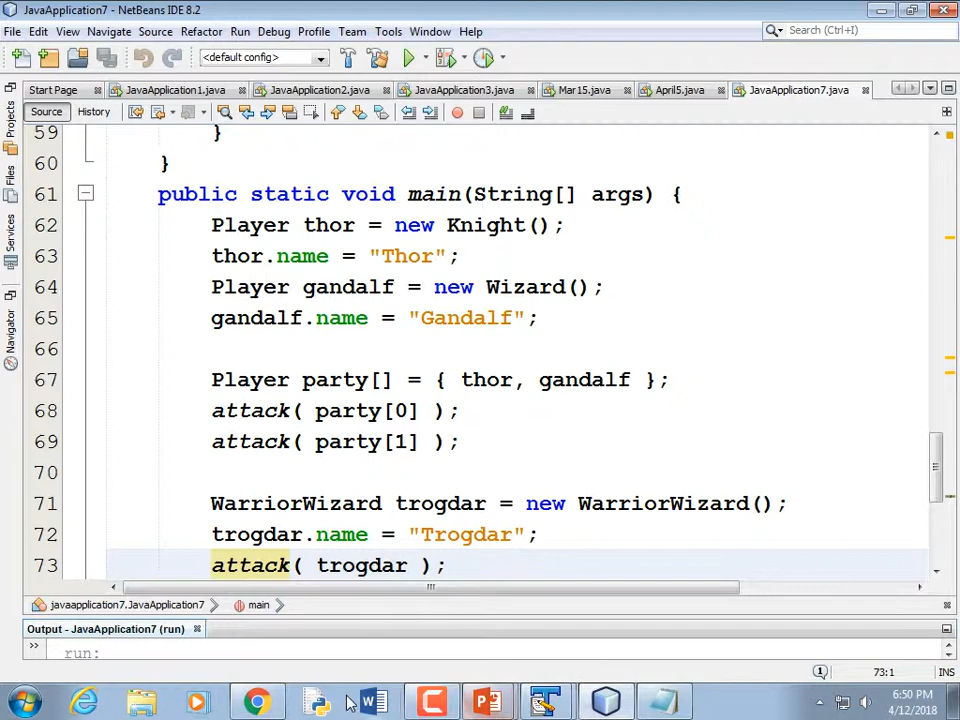 JavaApplication7 - NetBeans IDE 8.2
File Edit View Navigate Source Refactor Run Debug Profile Team Tools Window Help
Search (Ctrl+I)
<default config>
Start Page JavaApplication1.java JavaApplication2.java JavaApplication3.java Mar15.java April5.java JavaApplication7.java
Source History
Projects
Files
Services
Navigator
59 }
60 }
61 public static void main(String[] args) {
62 Player thor = new Knight();
63 thor.name = "Thor";
64 Player gandalf = new Wizard();
65 gandalf.name = "Gandalf";
66
67 Player party[] = { thor, gandalf };
68 attack( party[0] );
69 attack( party[1] );
70
71 WarriorWizard trogdar = new WarriorWizard();
72 trogdar.name = "Trogdar";
73 attack( trogdar );
javaapplication7.JavaApplication7 main
Output - JavaApplication7 (run)
run:
1 73:1 INS
6:50 PM
4/12/2018